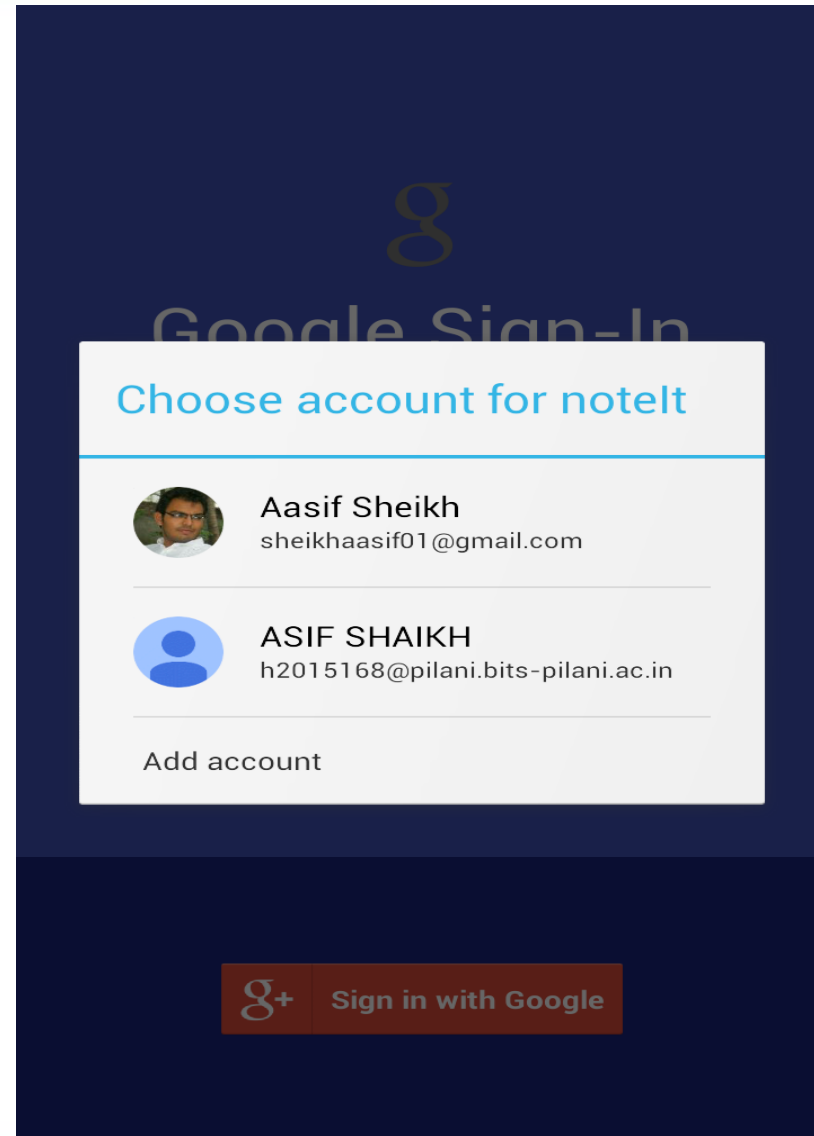 g
Google Sign-In
Choose account for noteIt
Aasif Sheikh
sheikhaasif01@gmail.com
ASIF SHAIKH
h2015168@pilani.bits-pilani.ac.in
Add account
g+ Sign in with Google